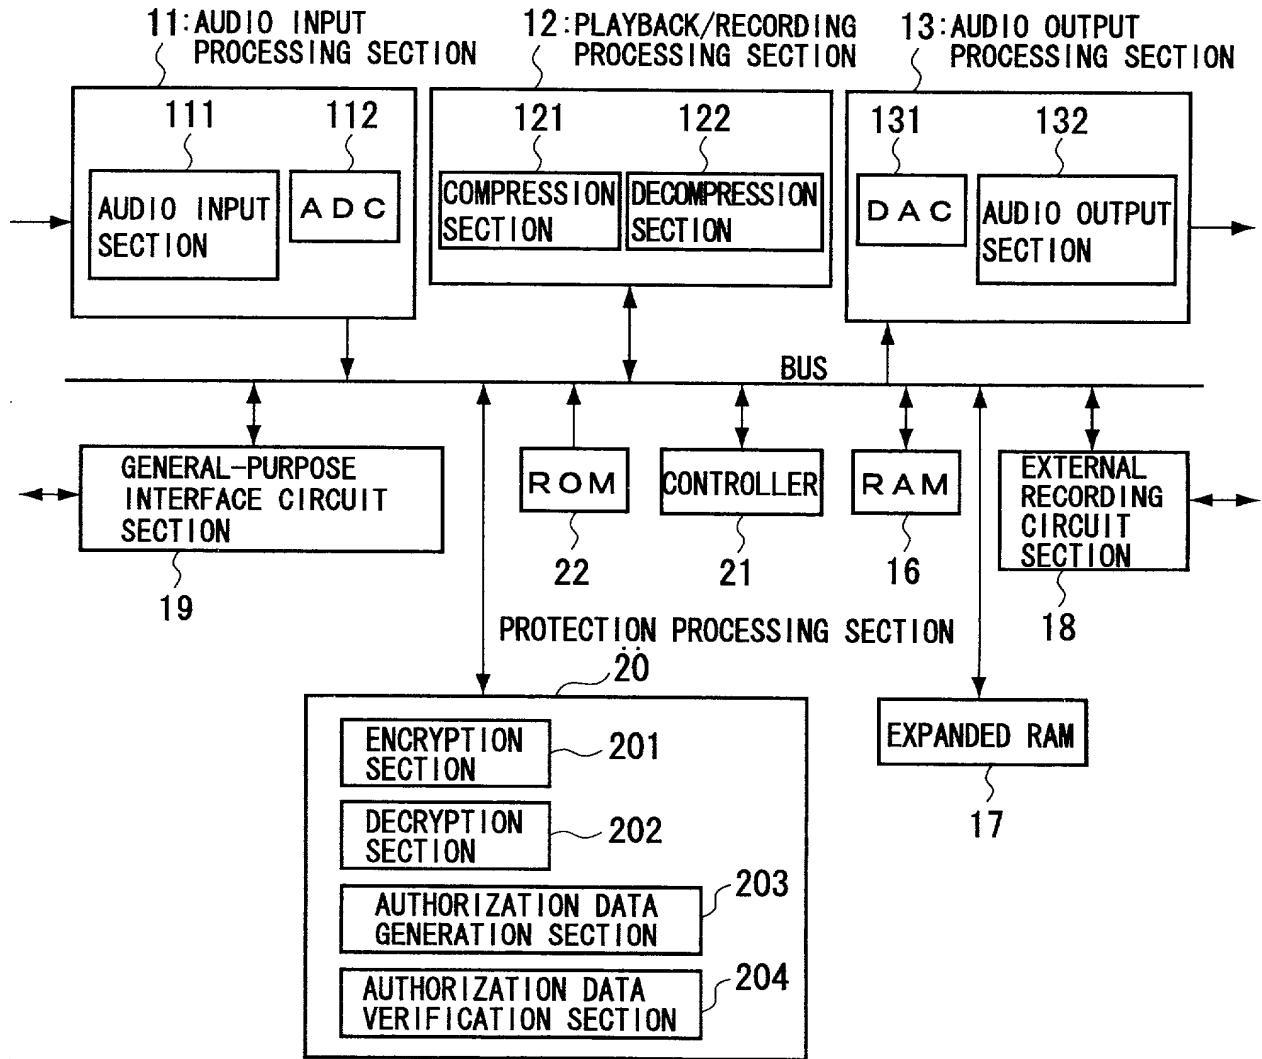 11:AUDIO INPUT
PROCESSING SECTION
12:PLAYBACK/RECORDING
PROCESSING SECTION
13:AUDIO OUTPUT
PROCESSING SECTION
111
112
121
122
131
132
AUDIO INPUT
SECTION
ADC
COMPRESSION
SECTION
DECOMPRESSION
SECTION
DAC
AUDIO OUTPUT
SECTION
BUS
GENERAL-PURPOSE
INTERFACE CIRCUIT
SECTION
ROM
CONTROLLER
RAM
EXTERNAL
RECORDING
CIRCUIT
SECTION
19
22
21
16
18
PROTECTION PROCESSING SECTION
20
ENCRYPTION
SECTION
201
DECRYPTION
SECTION
202
AUTHORIZATION DATA
GENERATION SECTION
203
AUTHORIZATION DATA
VERIFICATION SECTION
204
EXPANDED RAM
17